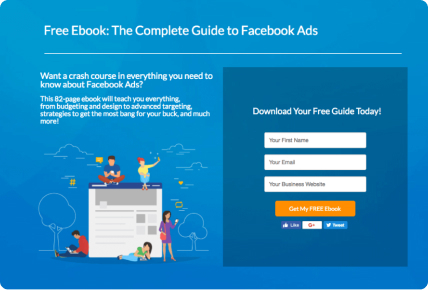 Free Ebook: The Complete Guide to Facebook Ads
Want a crash course in everything you need to
know about Facebook Ads?
This 82-page ebook will teach you everything,
from budgeting and design to advanced targeting,
strategies to get the most bang for your buck, and much
more!
Download Your Free Guide Today!
Your First Name
Your Email
Your Business Website
Get My FREE Ebook
Like
G+
Tweet